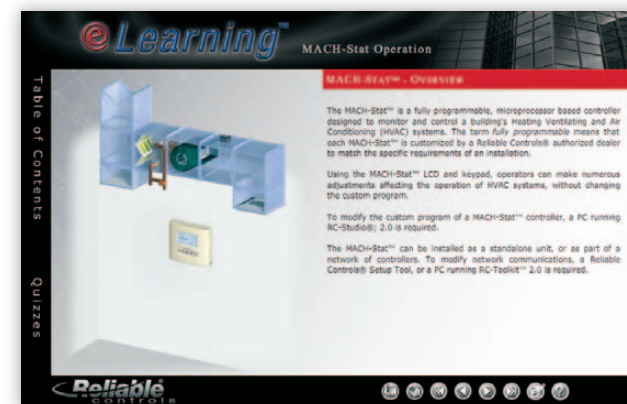 eLearning™
MACH-Stat Operation
Table of Contents
Quizzes
MACH-STAT™ - OVERVIEW
The MACH-Stat™ is a fully programmable, microprocessor based controller
designed to monitor and control a building's Heating Ventilating and Air
Conditioning (HVAC) systems. The term fully programmable means that
each MACH-Stat™ is customized by a Reliable Controls® authorized dealer
to match the specific requirements of an installation.
Using the MACH-Stat™ LCD and keypad, operators can make numerous
adjustments affecting the operation of HVAC systems, without changing
the custom program.
To modify the custom program of a MACH-Stat™ controller, a PC running
RC-Studio®; 2.0 is required.
The MACH-Stat™ can be installed as a standalone unit, or as part of a
network of controllers. To modify network communications, a Reliable
Controls® Setup Tool, or a PC running RC-Toolkit™ 2.0 is required.
Reliable
controls